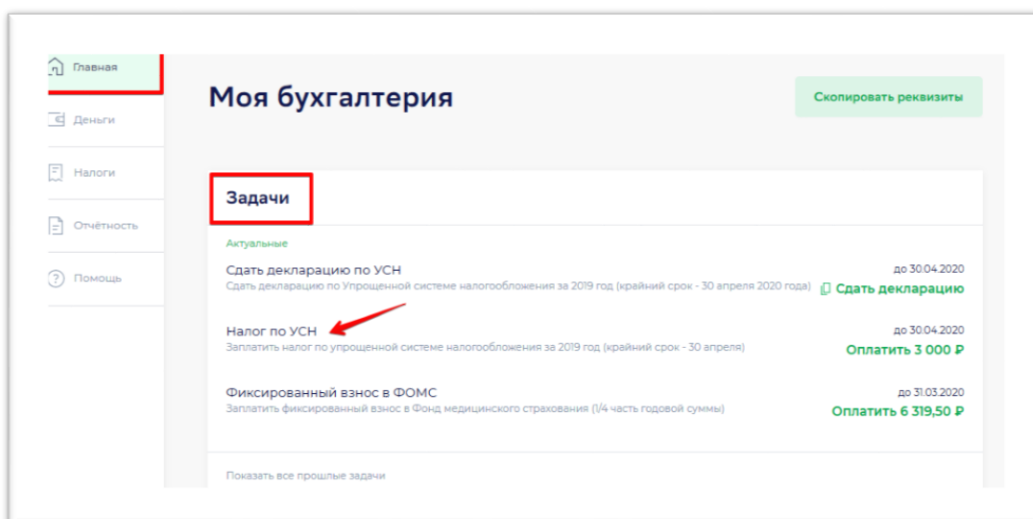 Главная
Деньги
Налоги
Отчётность
Помощь
Моя бухгалтерия
Скопировать реквизиты
Задачи
Актуальные
Сдать декларацию по УСН
до 30.04.2020
Сдать декларацию по Упрощенной системе налогообложения за 2019 год (крайний срок - 30 апреля 2020 года)
Сдать декларацию
Налог по УСН
до 30.04.2020
Заплатить налог по упрощенной системе налогообложения за 2019 год (крайний срок - 30 апреля)
Оплатить 3 000 ₽
Фиксированный взнос в ФОМС
до 31.03.2020
Заплатить фиксированный взнос в Фонд медицинского страхования (1/4 часть годовой суммы)
Оплатить 6 319,50 ₽
Показать все прошлые задачи